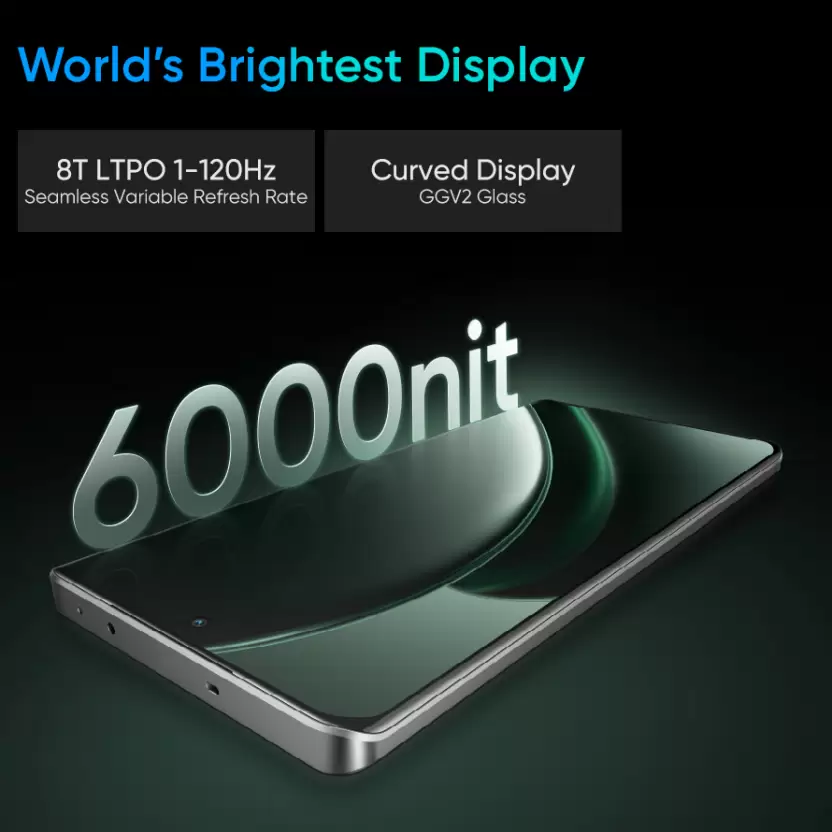 World's Brightest Display
8T LTPO 1-120Hz
Seamless Variable Refresh Rate
Curved Display
GGV2 Glass
6000nit